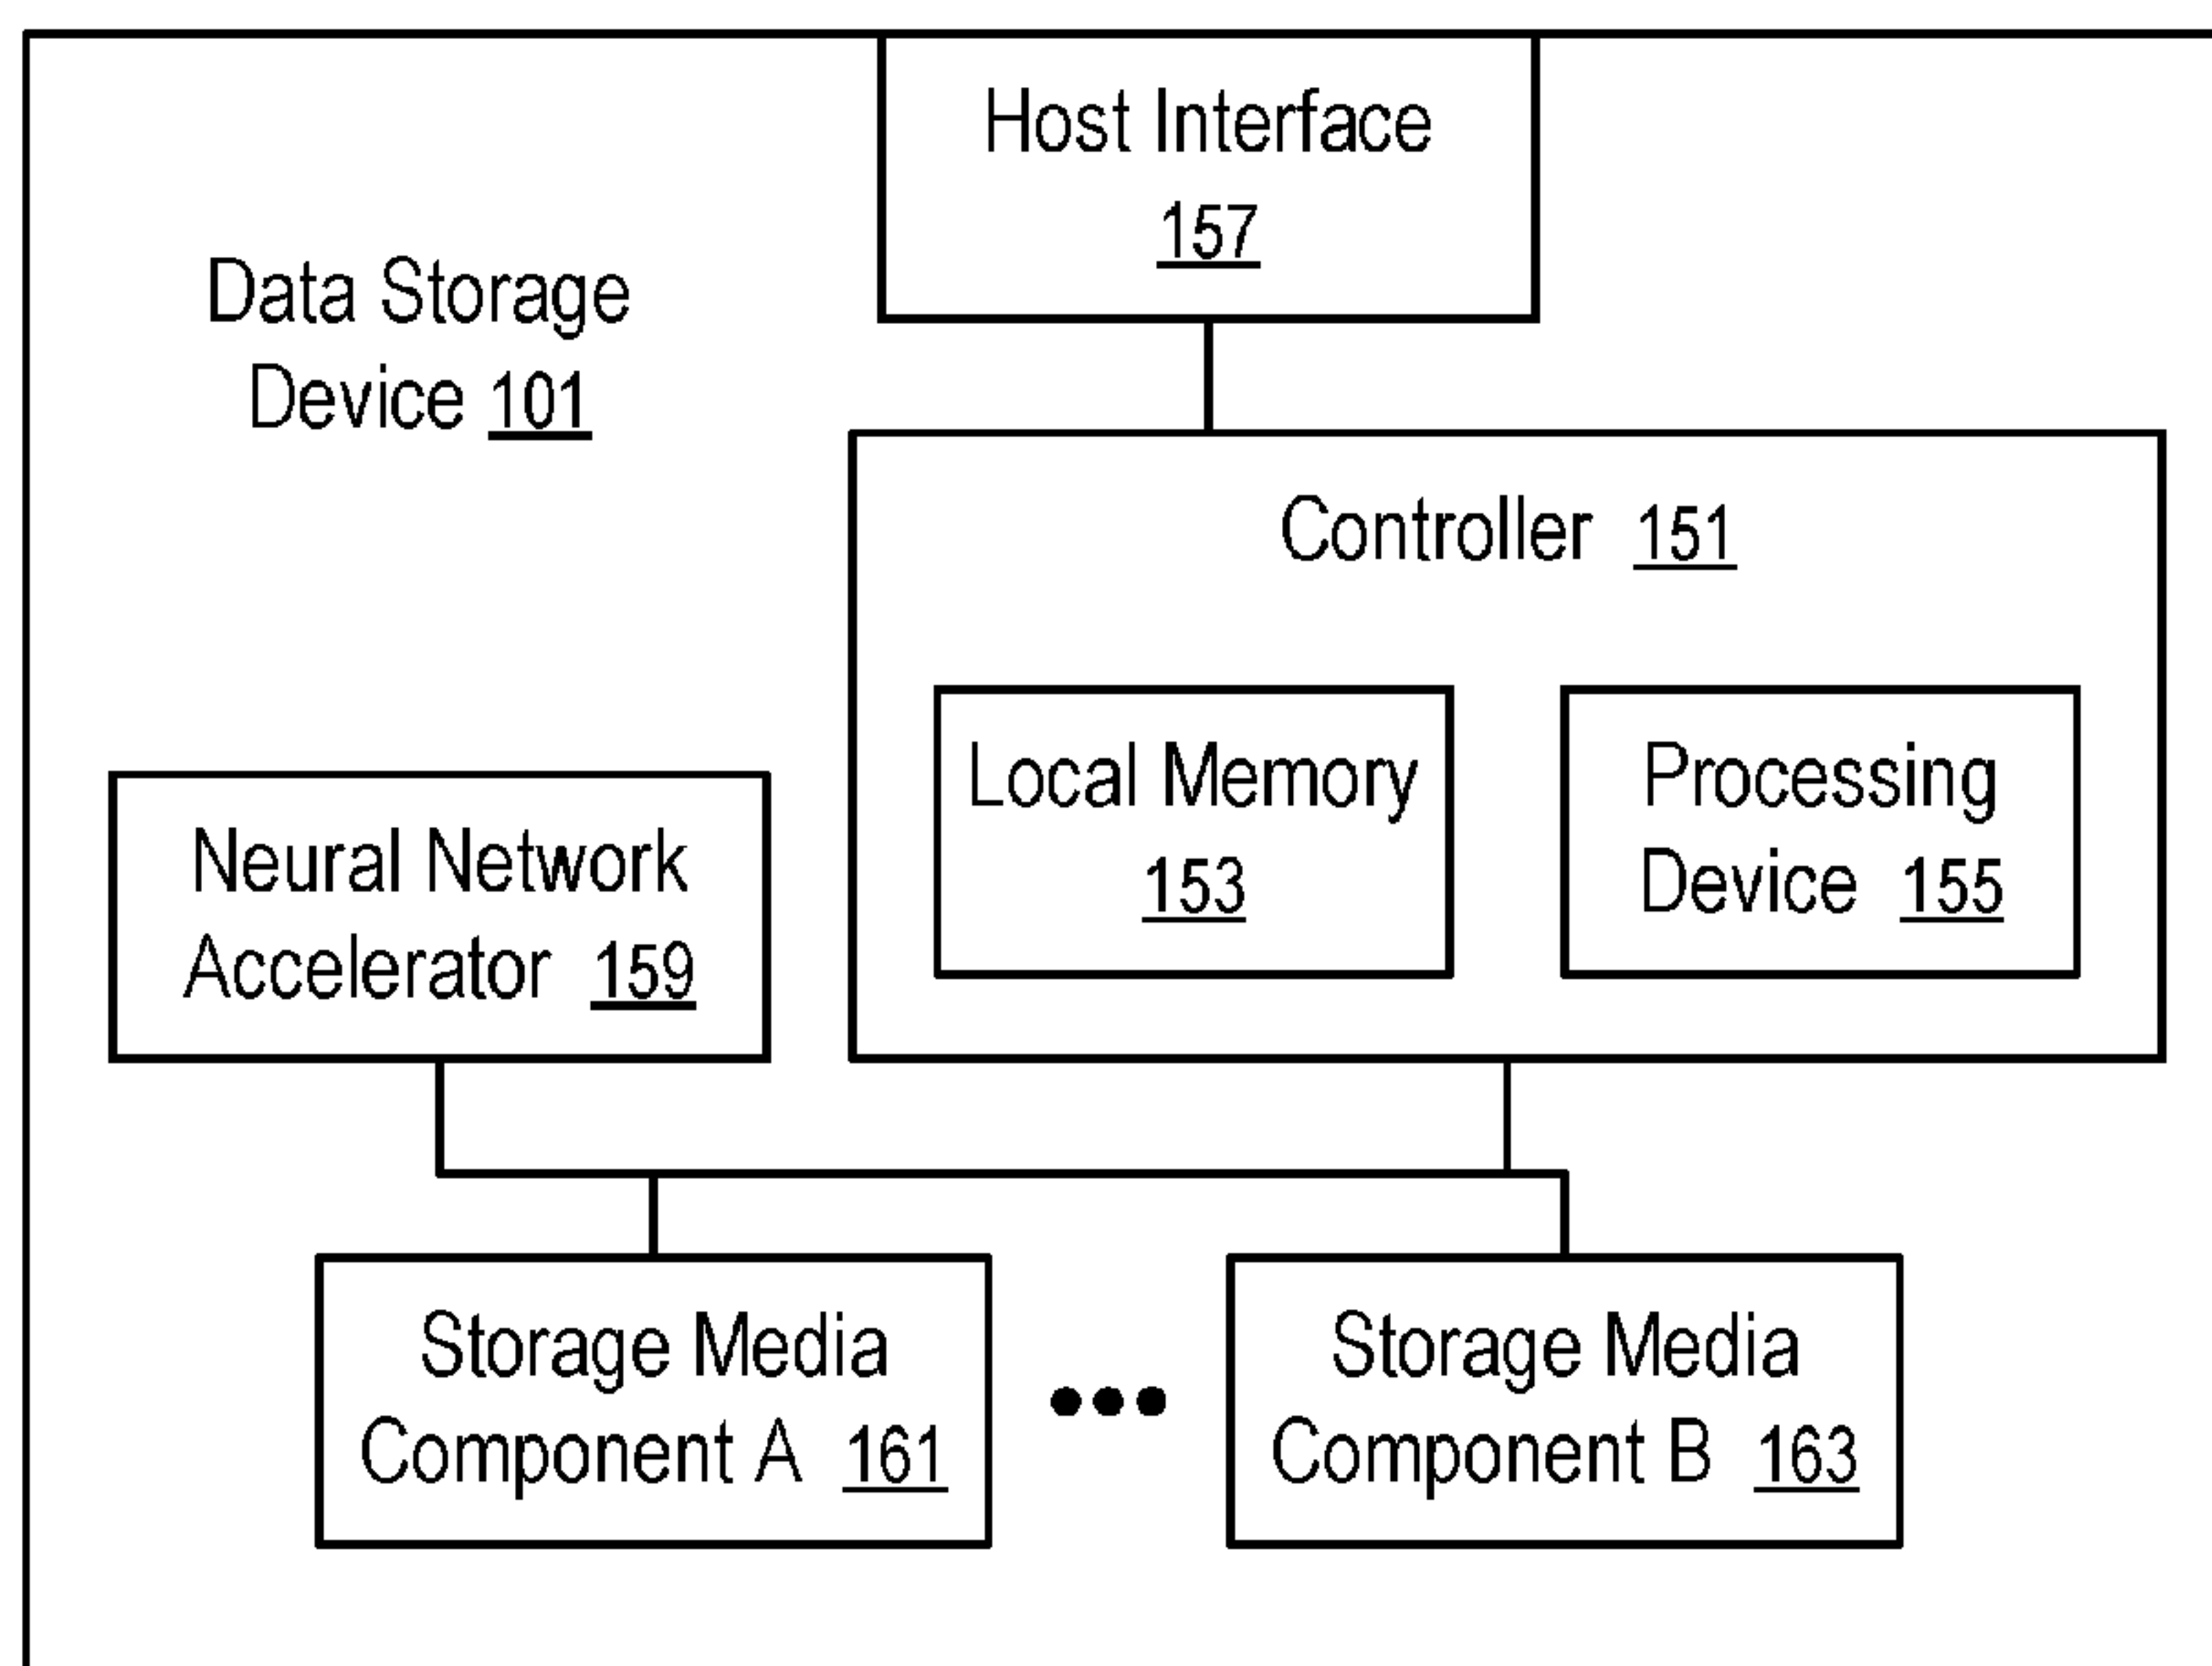 Host Interface
157
Data Storage
Device 101
Controller 151
Local Memory
153
Processing
Device 155
Neural Network
Accelerator 159
Storage Media
Component A 161
Storage Media
Component B 163